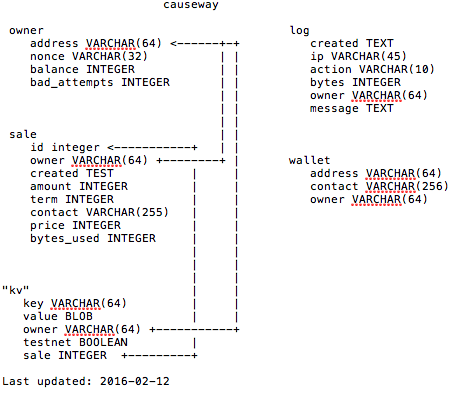 causeway
owner
address VARCHAR(64) <------+-+
nonce VARCHAR(32) | |
balance INTEGER | |
bad_attempts INTEGER | |
| |
| |
sale | |
id integer <-----------+ | |
owner VARCHAR(64) +--------+ |
created TEST | |
amount INTEGER | |
term INTEGER | |
contact VARCHAR(255) | |
price INTEGER | |
bytes_used INTEGER | |
| |
| |
| |
"kv" | |
key VARCHAR(64) | |
value BLOB | |
owner VARCHAR(64) +-----------+
testnet BOOLEAN |
sale INTEGER +---------+
log
created TEXT
ip VARCHAR(45)
action VARCHAR(10)
bytes INTEGER
owner VARCHAR(64)
message TEXT
wallet
address VARCHAR(64)
contact VARCHAR(256)
owner VARCHAR(64)
Last updated: 2016-02-12